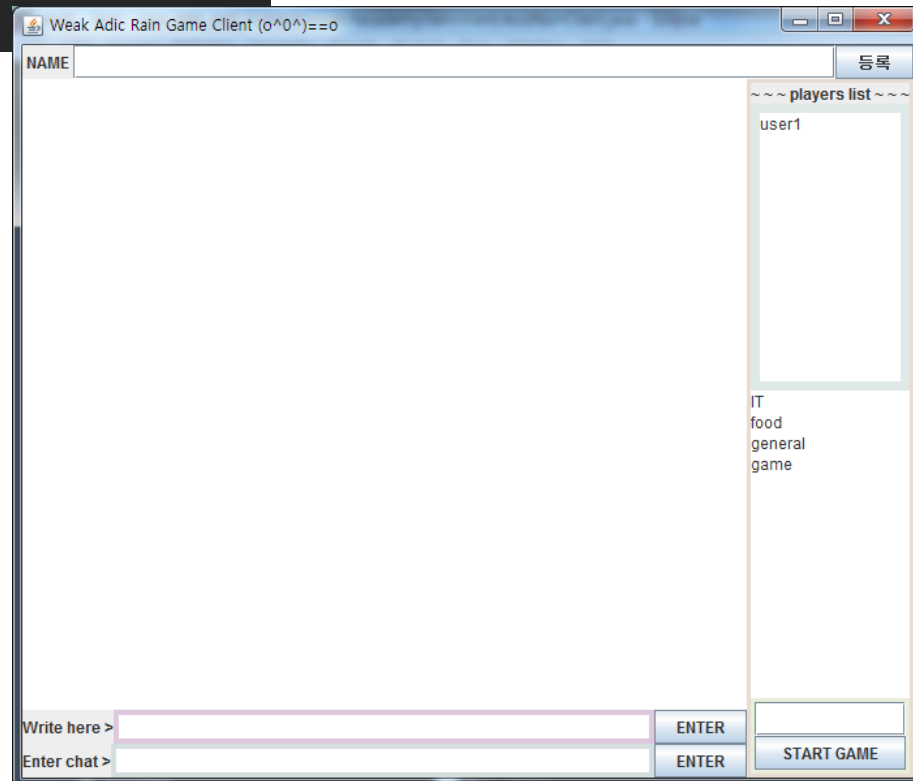 Weak Adic Rain Game Client (o^0^)==o
NAME
등록
~ ~ ~ players list ~ ~ ~
user1
IT
food
general
game
Write here >
ENTER
Enter chat >
ENTER
START GAME